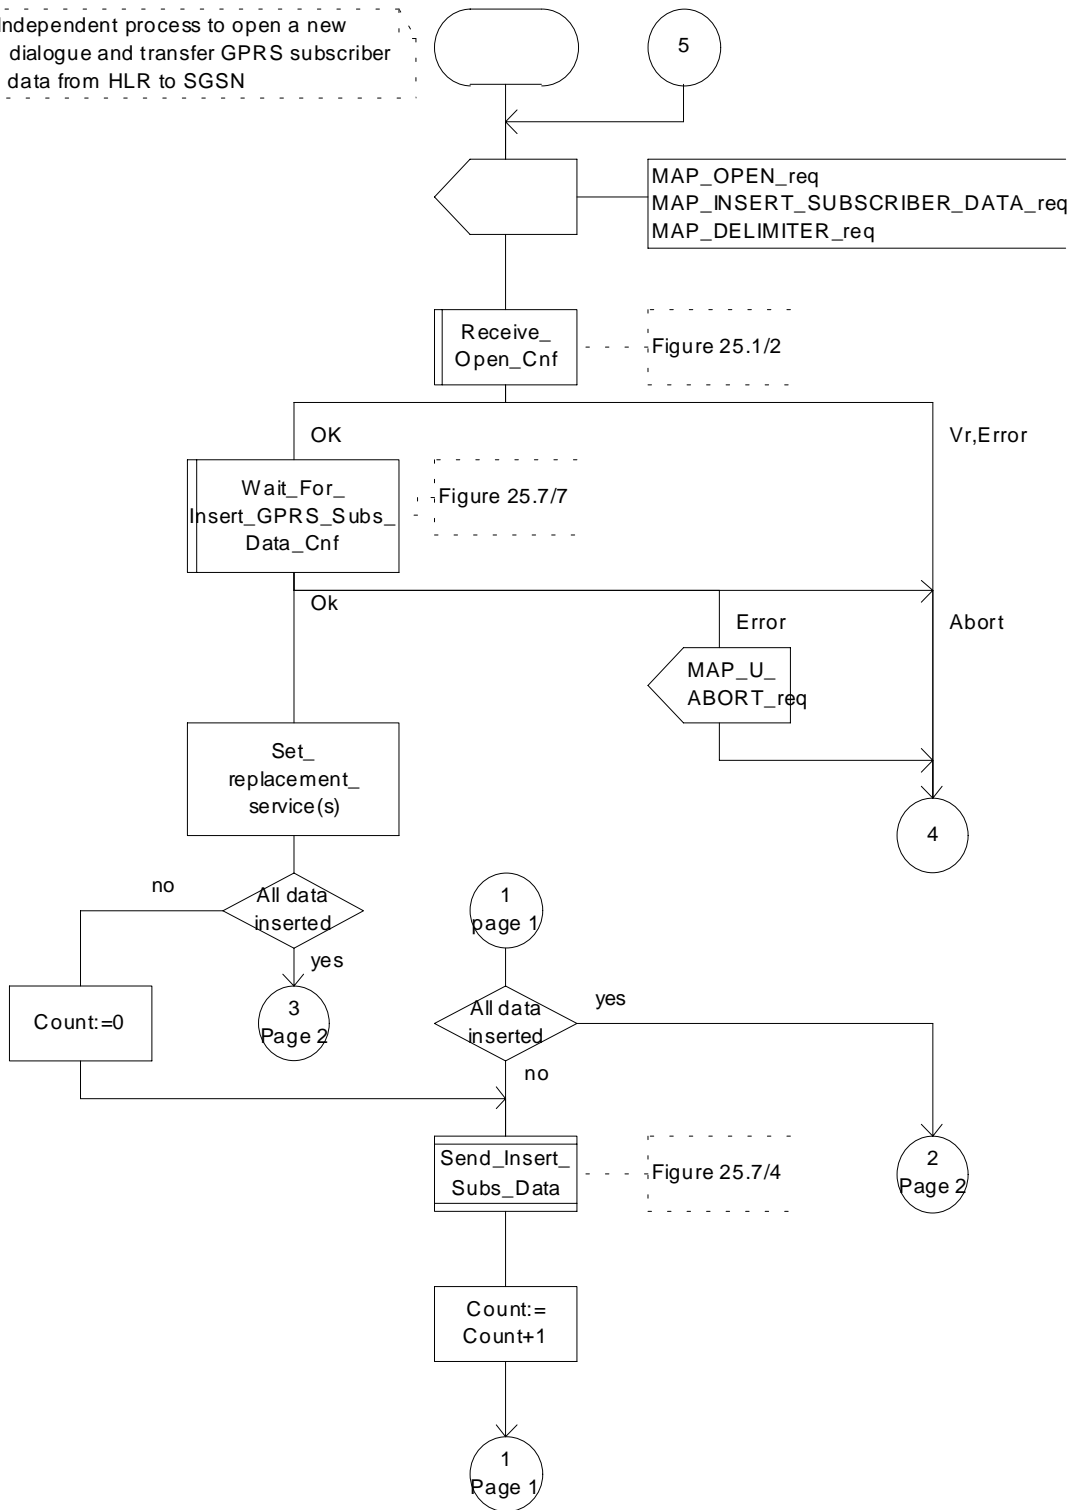 Independent process to open a new
dialogue and transfer GPRS subscriber
data from HLR to SGSN
5
MAP_OPEN_req
MAP_INSERT_SUBSCRIBER_DATA_req
MAP_DELIMITER_req
Receive_
Open_Cnf
Figure 25.1/2
OK
Vr,Error
Wait_For_
Insert_GPRS_Subs_
Data_Cnf
Figure 25.7/7
Ok
Error
Abort
MAP_U_
ABORT_req
Set_
replacement_
service(s)
4
no
All data
inserted
yes
1
page 1
Count:=0
3
Page 2
All data
inserted
yes
no
Send_Insert_
Subs_Data
Figure 25.7/4
2
Page 2
Count:=
Count+1
1
Page 1